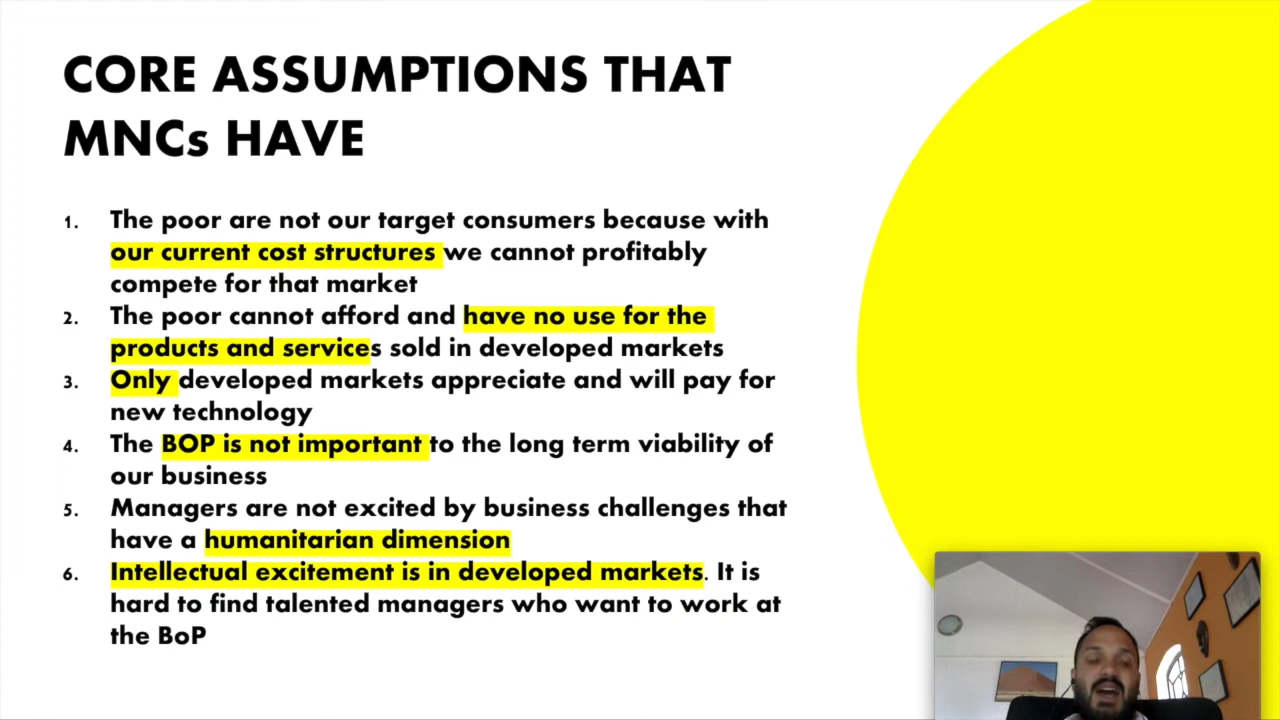 CORE ASSUMPTIONS THAT
MNCs HAVE
1. The poor are not our target consumers because with
our current cost structures we cannot profitably
compete for that market
2. The poor cannot afford and have no use for the
products and services sold in developed markets
3. Only developed markets appreciate and will pay for
new technology
4. The BOP is not important to the long term viability of
our business
5. Managers are not excited by business challenges that
have a humanitarian dimension
6. Intellectual excitement is in developed markets. It is
hard to find talented managers who want to work at
the BoP